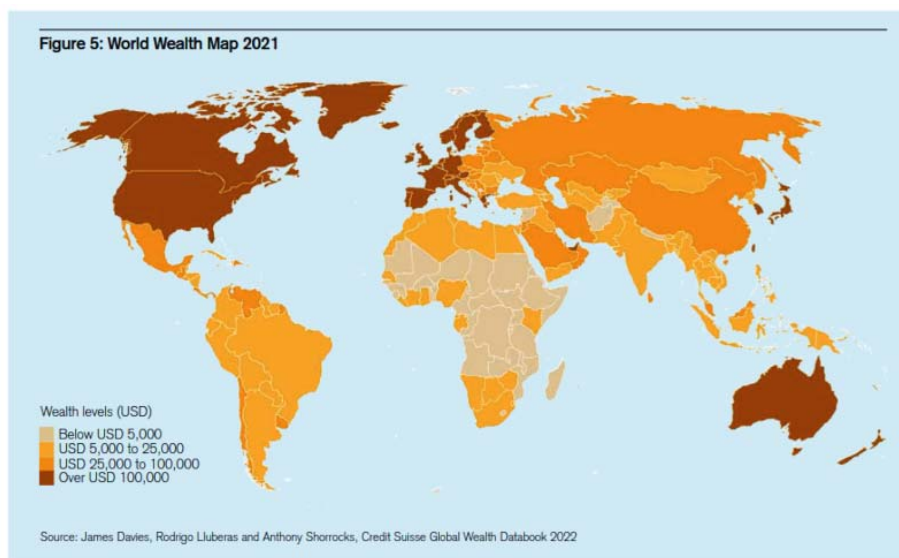 Figure 5: World Wealth Map 2021
Wealth levels (USD)
Below USD 5,000
USD 5,000 to 25,000
USD 25,000 to 100,000
Over USD 100,000
Source: James Davies, Rodrigo Lluberas and Anthony Shorrocks, Credit Suisse Global Wealth Databook 2022